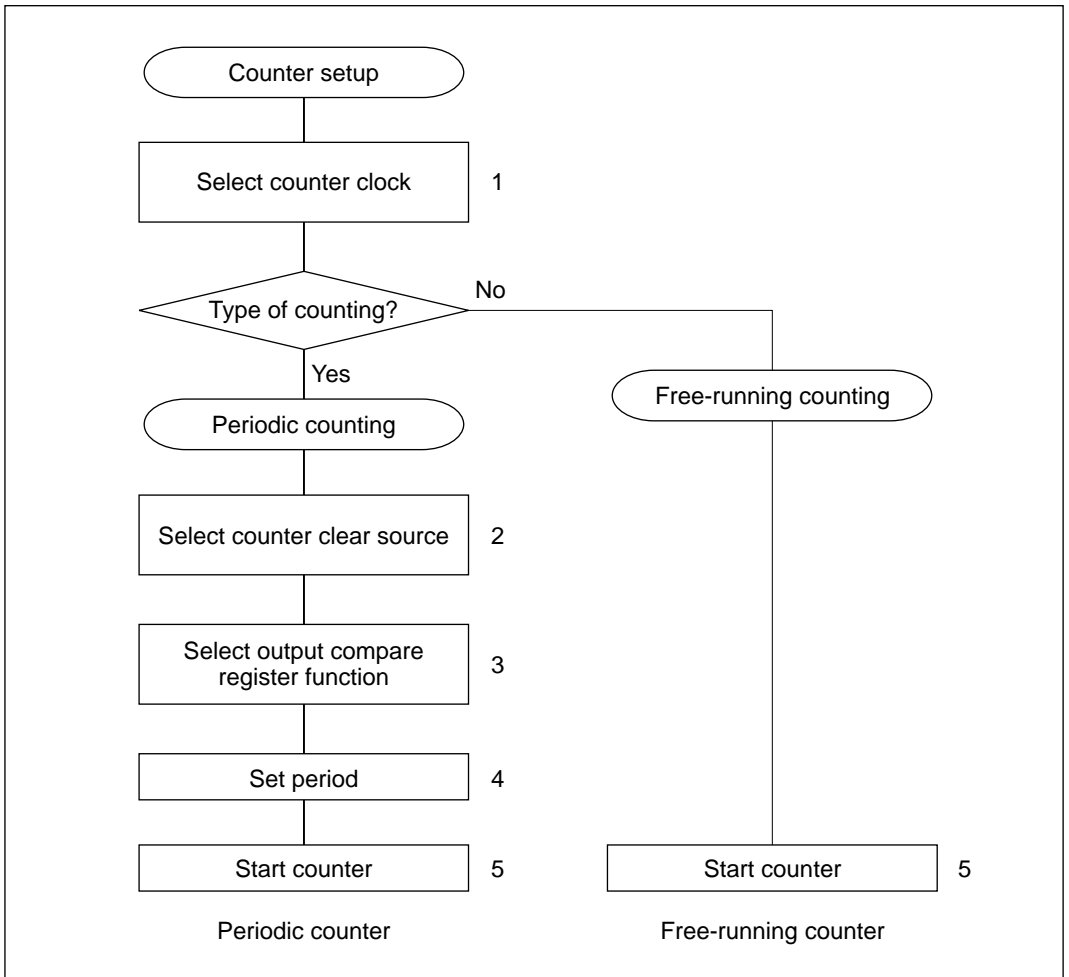 Counter setup
Select counter clock
1
Type of counting?
No
Yes
Free-running counting
Periodic counting
Select counter clear source
2
Select output compare
register function
3
Set period
4
Start counter
5
Start counter
5
Periodic counter
Free-running counter